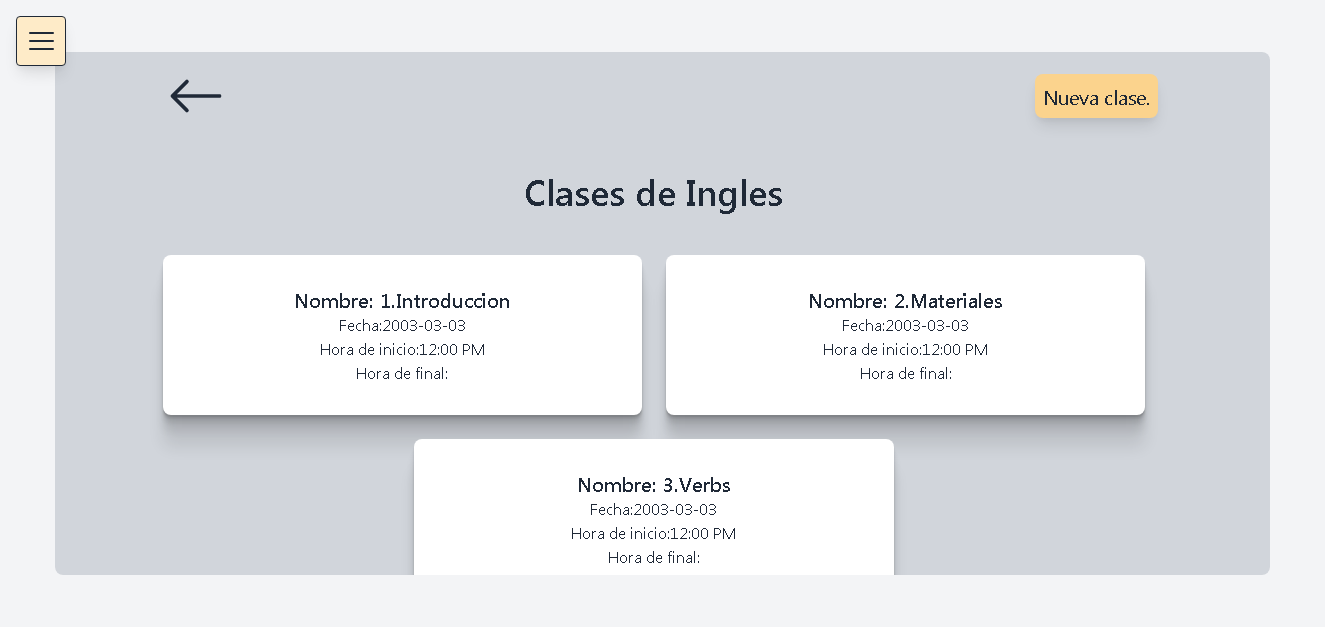 Nueva clase.
Clases de Ingles
Nombre: 1.Introduccion
Fecha:2003-03-03
Hora de inicio:12:00 PM
Hora de final:
Nombre: 2.Materiales
Fecha:2003-03-03
Hora de inicio:12:00 PM
Hora de final:
Nombre: 3.Verbs
Fecha:2003-03-03
Hora de inicio:12:00 PM
Hora de final: